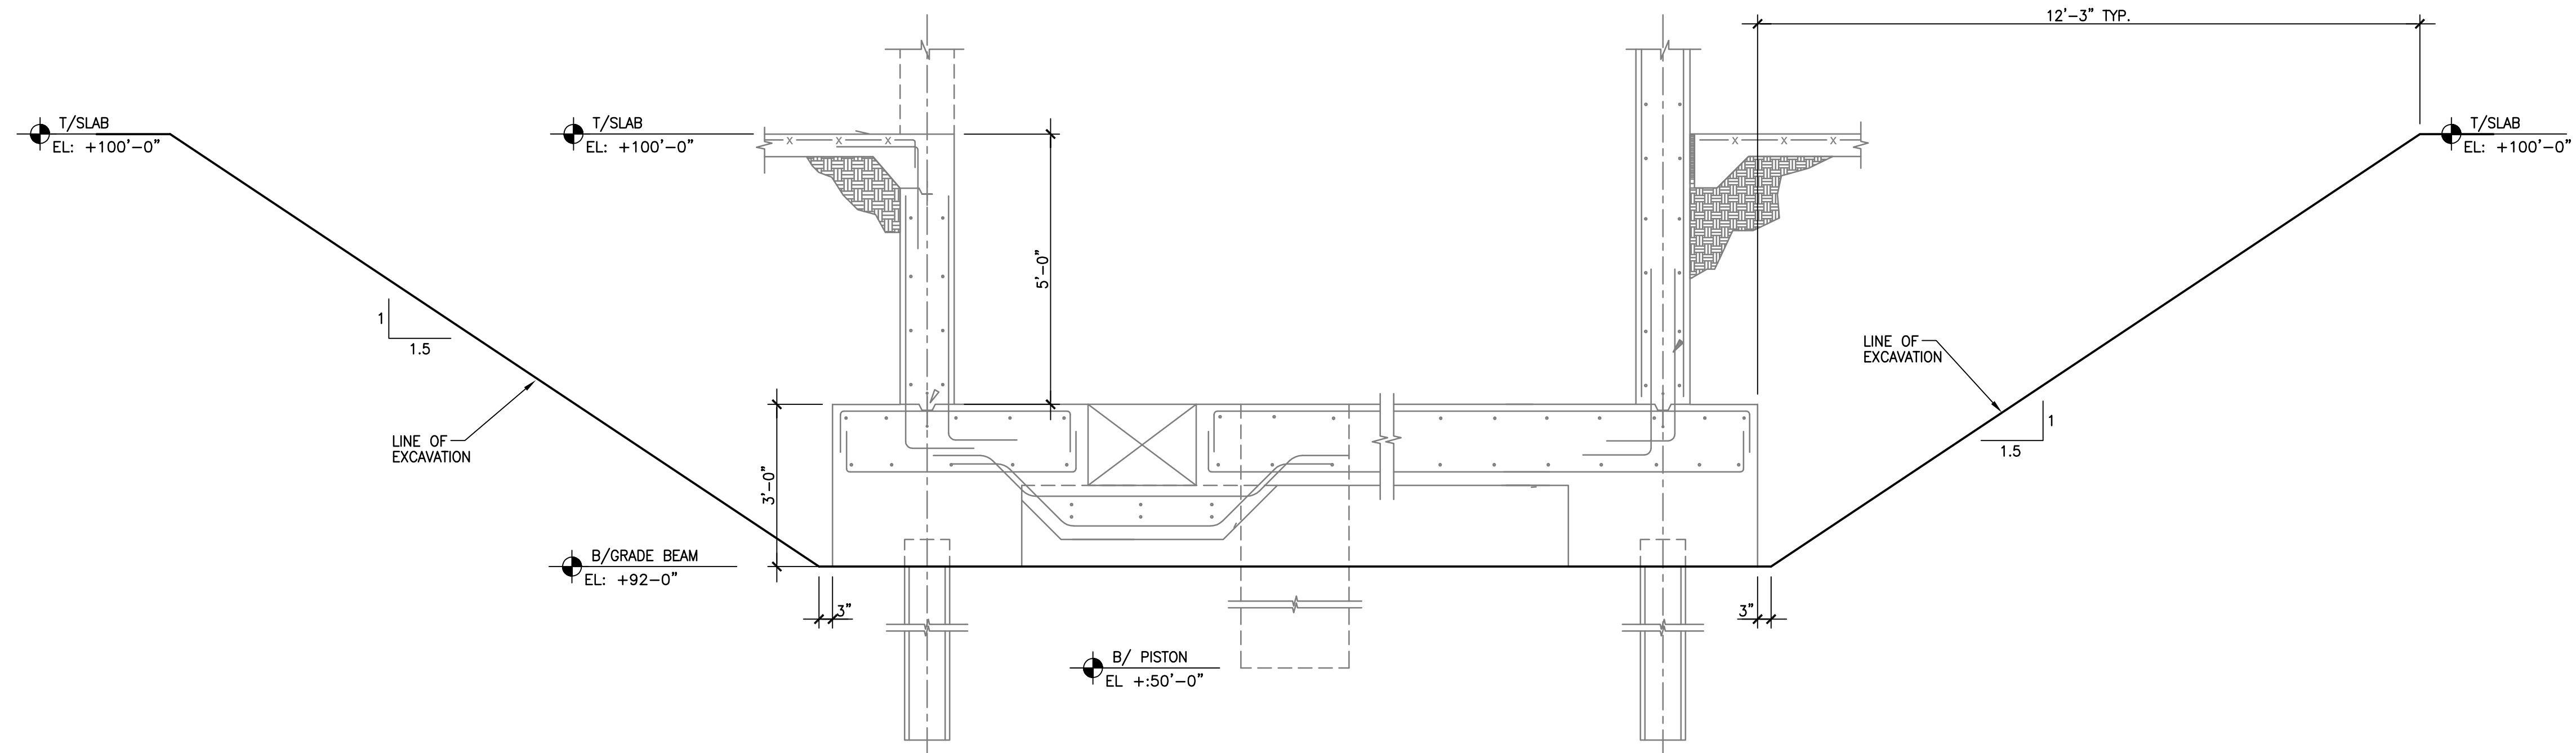 12'-3" TYP.
T/SLAB
EL: +100'-0"
T/SLAB
EL: +100'-0"
T/SLAB
EL: +100'-0"
X X X
X X X
5'-0"
1
1.5
LINE OF
EXCAVATION
LINE OF
EXCAVATION
1
1.5
3'-0"
B/GRADE BEAM
EL: +92-0"
3"
3"
B/ PISTON
EL +:50'-0"